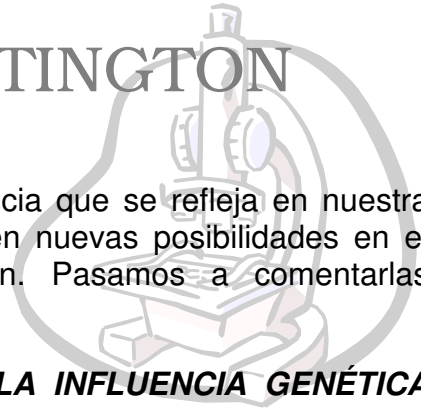 TINGTON
cia que se refleja en nuestra
en nuevas posibilidades en e
n. Pasamos a comentarlas
LA INFLUENCIA GENÉTICA